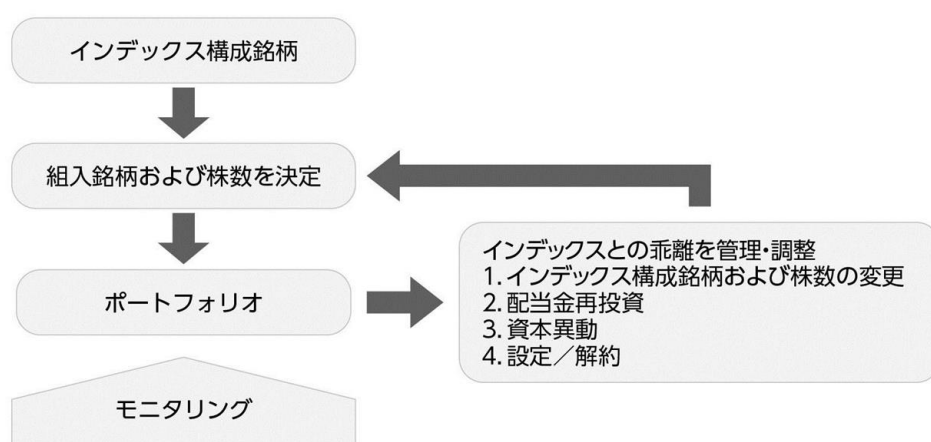 インデックス構成銘柄
組入銘柄および株数を決定
ポートフォリオ
インデックスとの乖離を管理・調整
1. インデックス構成銘柄および株数の変更
2. 配当金再投資
3. 資本異動
4. 設定／解約
モニタリング